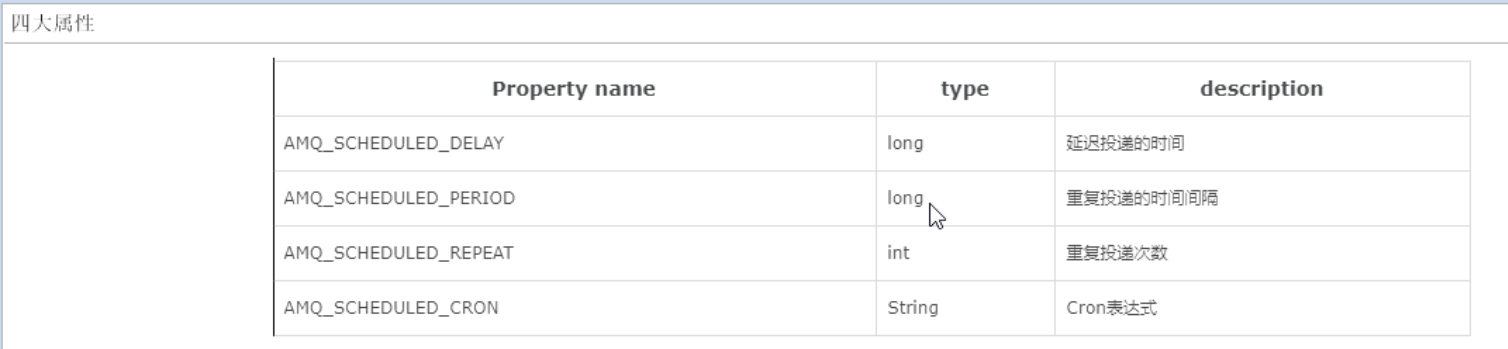 四大属性
Property name type description
AMQ_SCHEDULED_DELAY long 延迟投递的时间
AMQ_SCHEDULED_PERIOD long 重复投递的时间间隔
AMQ_SCHEDULED_REPEAT int 重复投递次数
AMQ_SCHEDULED_CRON String Cron表达式